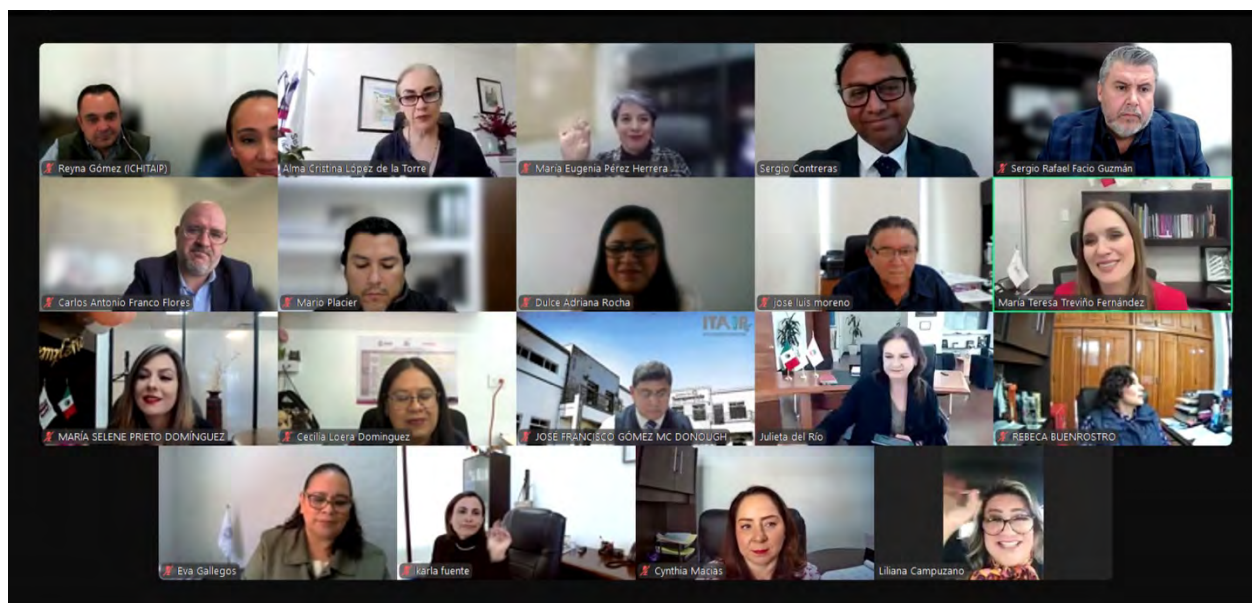 Reyna Gómez (ICHITAIP)
Alma Cristina López de la Torre
María Eugenia Pérez Herrera
Sergio Contreras
Sergio Rafael Facio Guzmán
Carlos Antonio Franco Flores
Mario Placier
Dulce Adriana Rocha
jose luis moreno
María Teresa Treviño Fernández
MARÍA SELENE PRIETO DOMÍNGUEZ
Cecilia Loera Dominguez
ITAIP
JOSE FRANCISCO GÓMEZ MC DONOUGH
Julieta del Río
REBECA BUENROSTRO
Eva Gallegos
karla fuente
Cynthia Macias
Liliana Campuzano